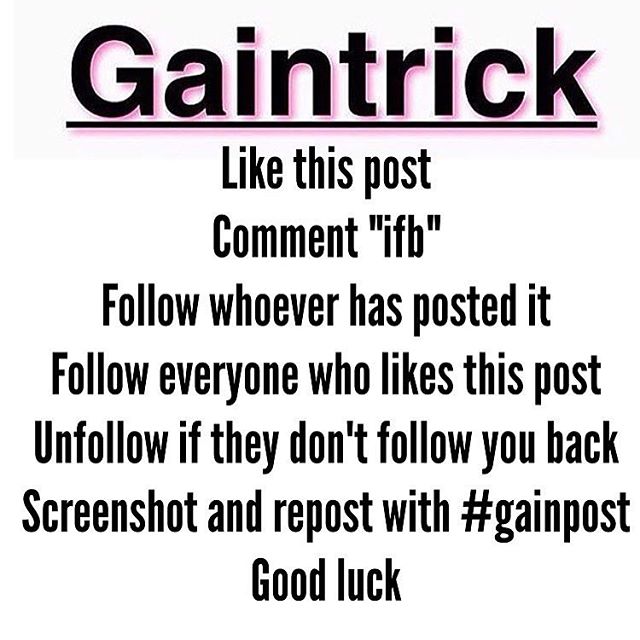 Gaintrick
Like this post
Comment "ifb"
Follow whoever has posted it
Follow everyone who likes this post
Unfollow if they don't follow you back
Screenshot and repost with #gainpost
Good luck